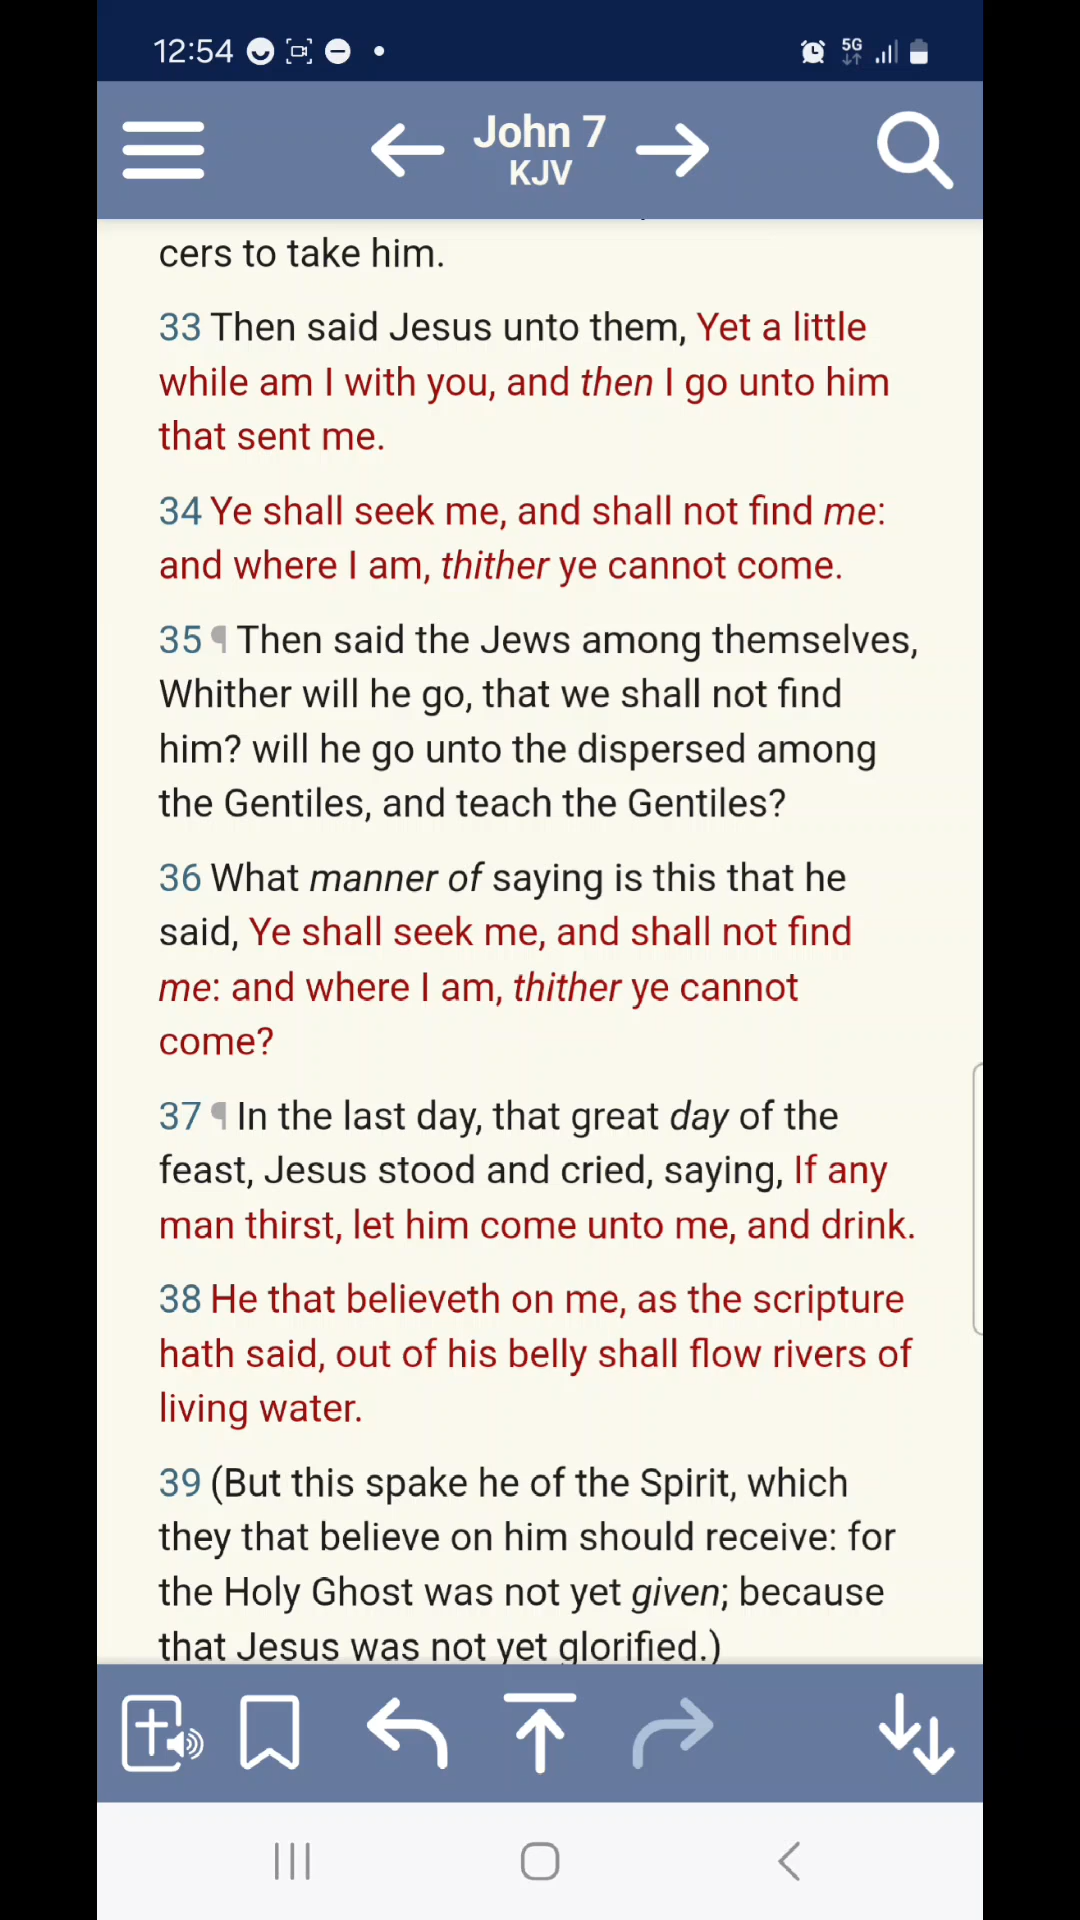 12:54
5G
John 7
KJV
cers to take him.
33 Then said Jesus unto them, Yet a little
while am I with you, and then I go unto him
that sent me.
34 Ye shall seek me, and shall not find me:
and where I am, thither ye cannot come.
35 ¶ Then said the Jews among themselves,
Whither will he go, that we shall not find
him? will he go unto the dispersed among
the Gentiles, and teach the Gentiles?
36 What manner of saying is this that he
said, Ye shall seek me, and shall not find
me: and where I am, thither ye cannot
come?
37 ¶ In the last day, that great day of the
feast, Jesus stood and cried, saying, If any
man thirst, let him come unto me, and drink.
38 He that believeth on me, as the scripture
hath said, out of his belly shall flow rivers of
living water.
39 (But this spake he of the Spirit, which
they that believe on him should receive: for
the Holy Ghost was not yet given; because
that Jesus was not yet glorified.)